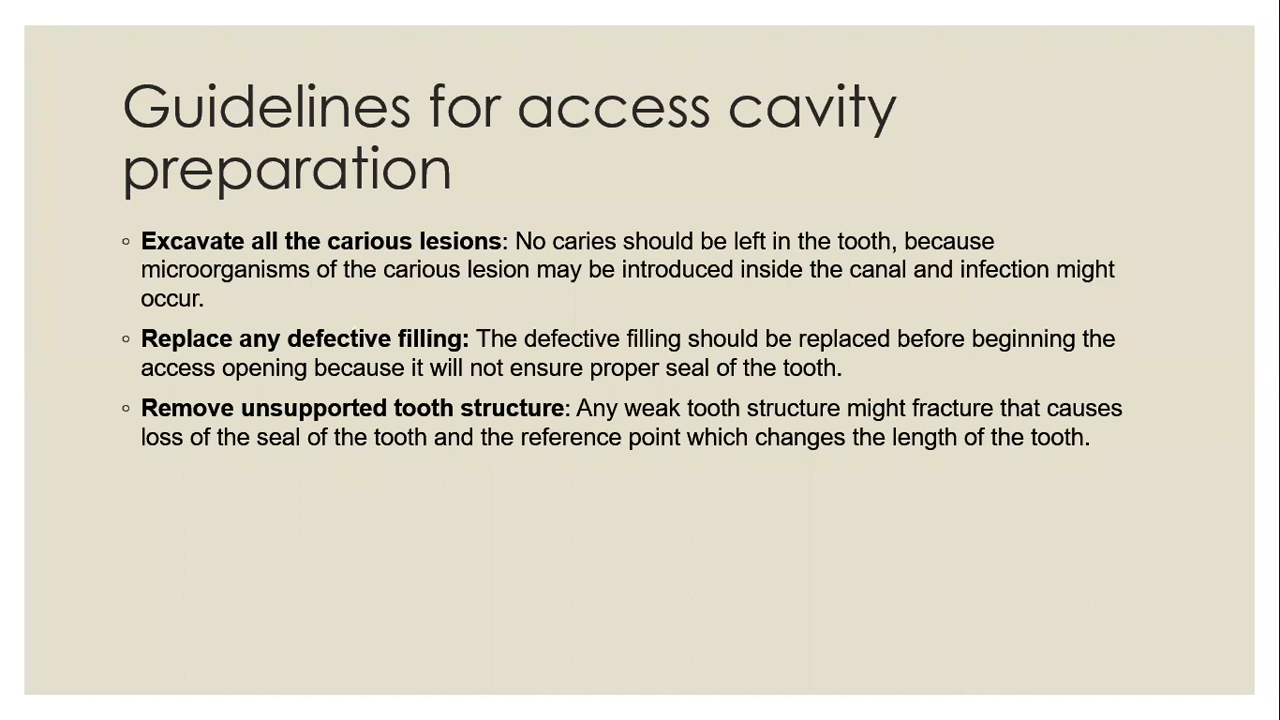 Guidelines for access cavity
preparation
◦ Excavate all the carious lesions: No caries should be left in the tooth, because
microorganisms of the carious lesion may be introduced inside the canal and infection might
occur.
◦ Replace any defective filling: The defective filling should be replaced before beginning the
access opening because it will not ensure proper seal of the tooth.
◦ Remove unsupported tooth structure: Any weak tooth structure might fracture that causes
loss of the seal of the tooth and the reference point which changes the length of the tooth.